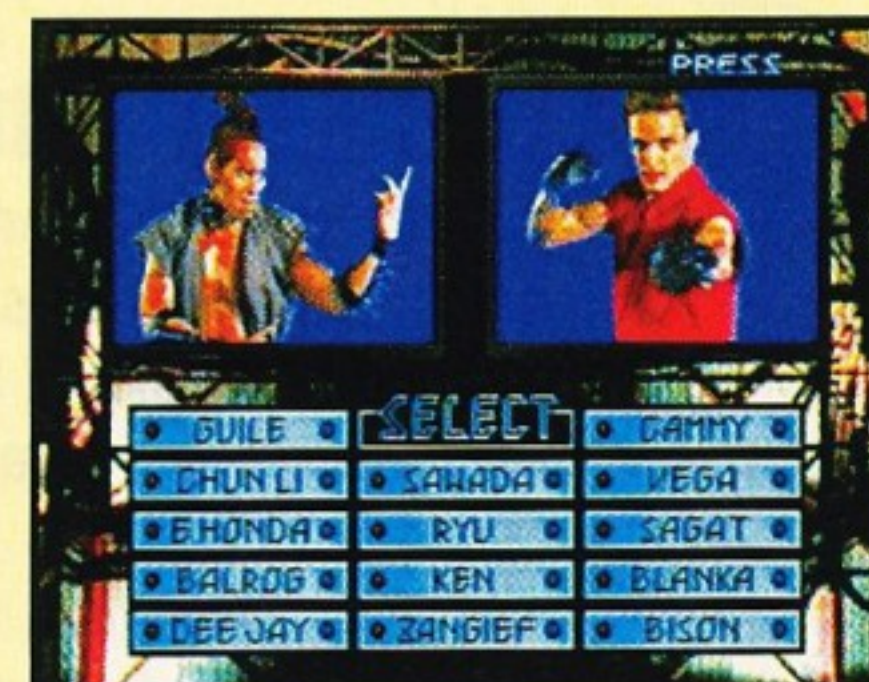 PRESS
GUILE SELECT CAMMY
CHUN LI SAWADA VEGA
E.HONDA RYU SAGAT
BALROG KEN BLANKA
DEE JAY ZANGIEF BISON